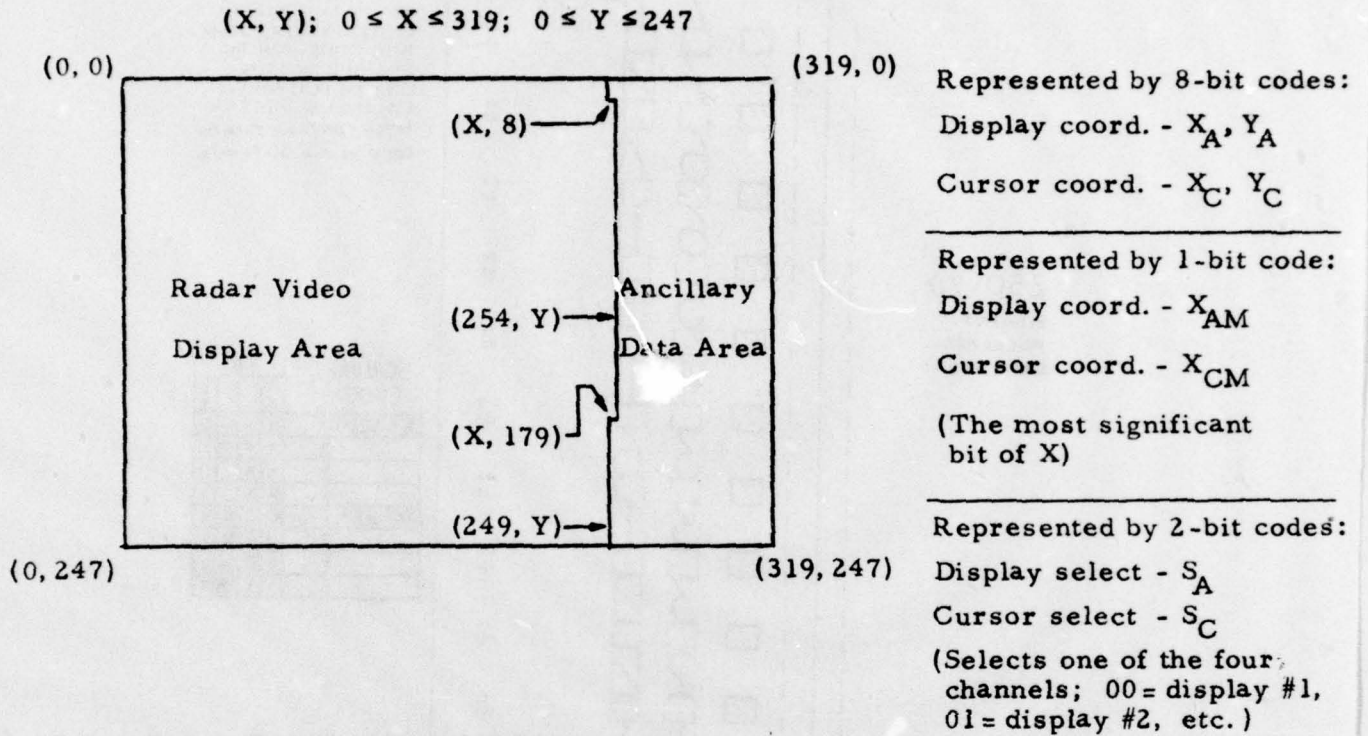 (X, Y); 0 ≤ X ≤ 319; 0 ≤ Y ≤ 247
(0, 0)
(319, 0)
(X, 8)
Radar Video
Display Area
(254, Y)
Ancillary
Data Area
(X, 179)
(249, Y)
(0, 247)
(319, 247)
Represented by 8-bit codes:
Display coord. - X_A, Y_A
Cursor coord. - X_C, Y_C
Represented by 1-bit code:
Display coord. - X_AM
Cursor coord. - X_CM
(The most significant
bit of X)
Represented by 2-bit codes:
Display select - S_A
Cursor select - S_C
(Selects one of the four
channels; 00 = display #1,
01 = display #2, etc.)